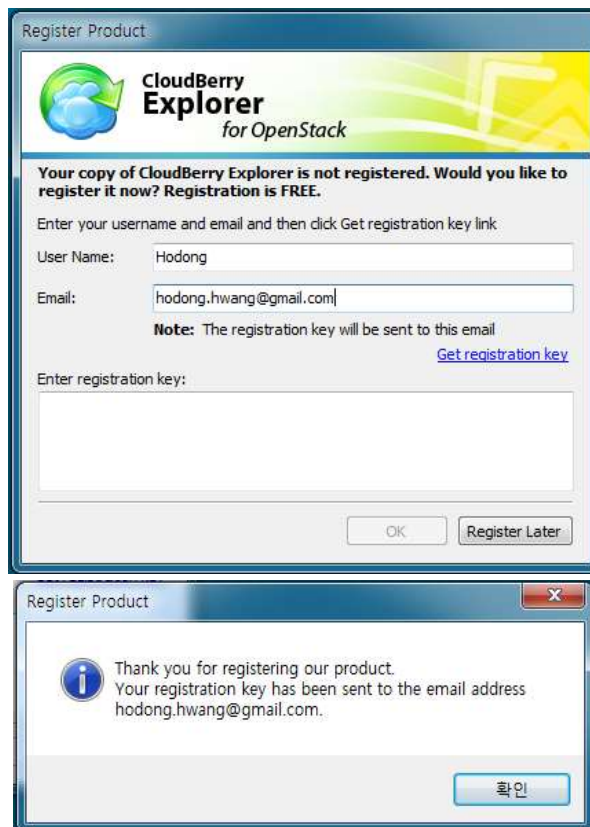 Register Product
CloudBerry
Explorer
for OpenStack
Your copy of CloudBerry Explorer is not registered. Would you like to
register it now? Registration is FREE.
Enter your username and email and then click Get registration key link
User Name:
Hodong
Email:
hodong.hwang@gmail.com
Note: The registration key will be sent to this email
Get registration key
Enter registration key:
OK
Register Later
Register Product
Thank you for registering our product.
Your registration key has been sent to the email address
hodong.hwang@gmail.com.
확인